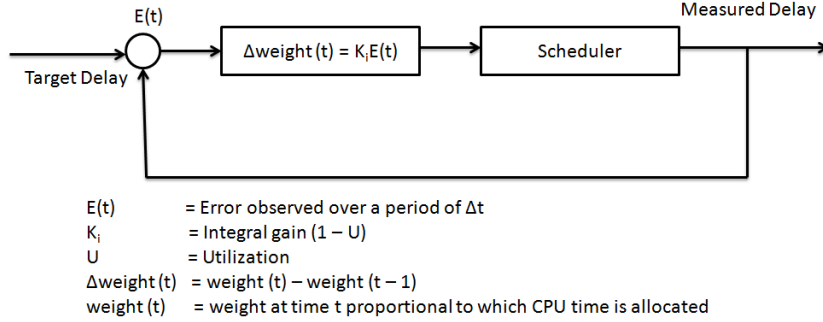 Measured Delay
E(t)
Δweight (t) = KᵢE(t)
Scheduler
Target Delay
E(t) = Error observed over a period of Δt
Kᵢ = Integral gain (1 – U)
U = Utilization
Δweight (t) = weight (t) – weight (t – 1)
weight (t) = weight at time t proportional to which CPU time is allocated